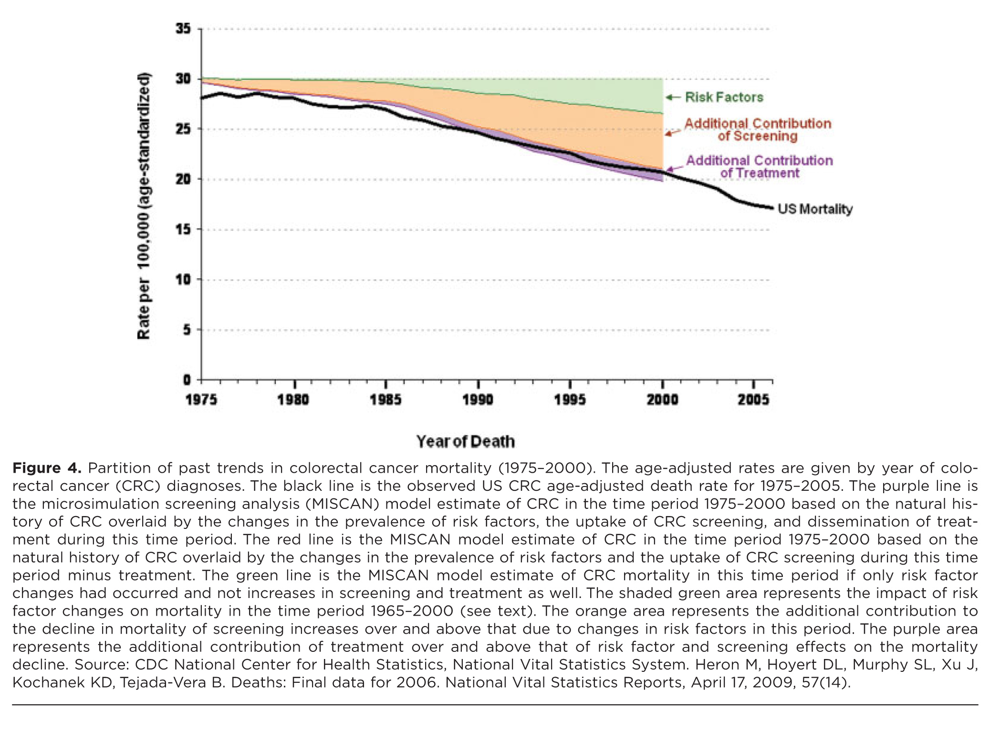 35
30
25
20
15
10
5
0
Rate per 100,000 (age-standardized)
Risk Factors
Additional Contribution
of Screening
Additional Contribution
of Treatment
US Mortality
1975 1980 1985 1990 1995 2000 2005
Year of Death
Figure 4. Partition of past trends in colorectal cancer mortality (1975–2000). The age-adjusted rates are given by year of colo-
rectal cancer (CRC) diagnoses. The black line is the observed US CRC age-adjusted death rate for 1975–2005. The purple line is
the microsimulation screening analysis (MISCAN) model estimate of CRC in the time period 1975–2000 based on the natural his-
tory of CRC overlaid by the changes in the prevalence of risk factors, the uptake of CRC screening, and dissemination of treat-
ment during this time period. The red line is the MISCAN model estimate of CRC in the time period 1975–2000 based on the
natural history of CRC overlaid by the changes in the prevalence of risk factors and the uptake of CRC screening during this time
period minus treatment. The green line is the MISCAN model estimate of CRC mortality in this time period if only risk factor
changes had occurred and not increases in screening and treatment as well. The shaded green area represents the impact of risk
factor changes on mortality in the time period 1965–2000 (see text). The orange area represents the additional contribution to
the decline in mortality of screening increases over and above that due to changes in risk factors in this period. The purple area
represents the additional contribution of treatment over and above that of risk factor and screening effects on the mortality
decline. Source: CDC National Center for Health Statistics, National Vital Statistics System. Heron M, Hoyert DL, Murphy SL, Xu J,
Kochanek KD, Tejada-Vera B. Deaths: Final data for 2006. National Vital Statistics Reports, April 17, 2009, 57(14).